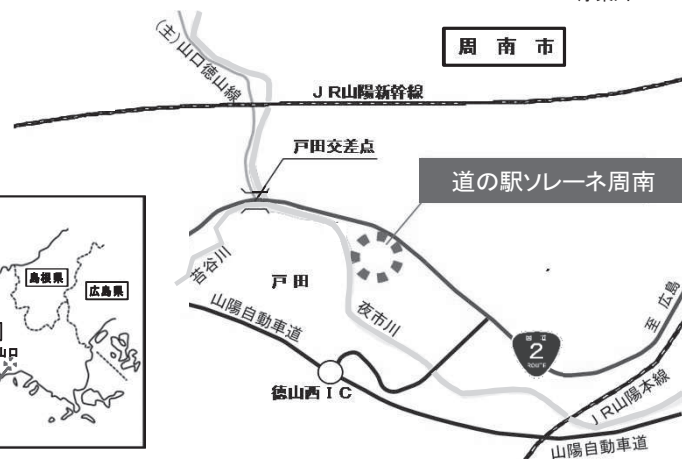 周 南 市
(主)山口徳山線
JR山陽新幹線
戸田交差点
道の駅ソレーネ周南
島根県
広島県
山口
戸 田
夜市川
山陽自動車道
徳山西IC
2
ROUTE
至 広島
JR山陽本線
山陽自動車道